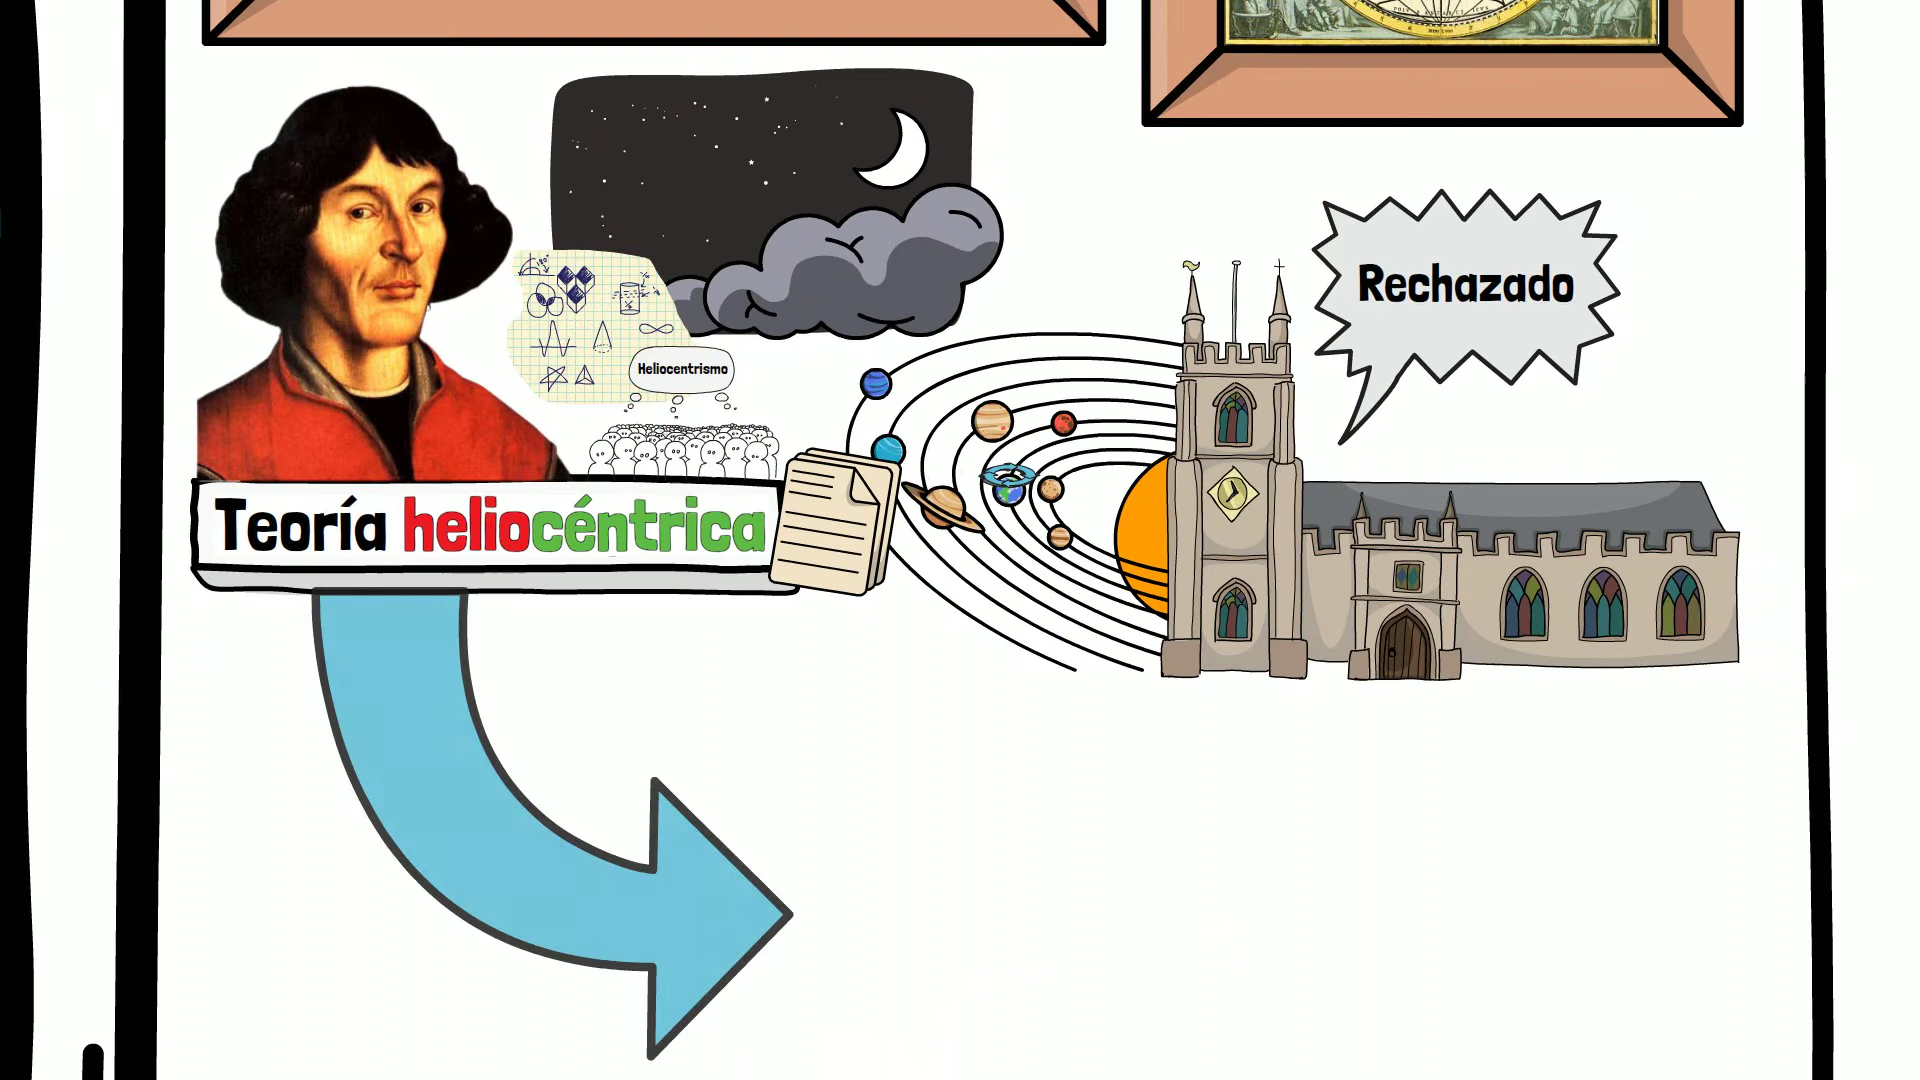 Rechazado
Heliocentrismo
Teoría heliocéntrica